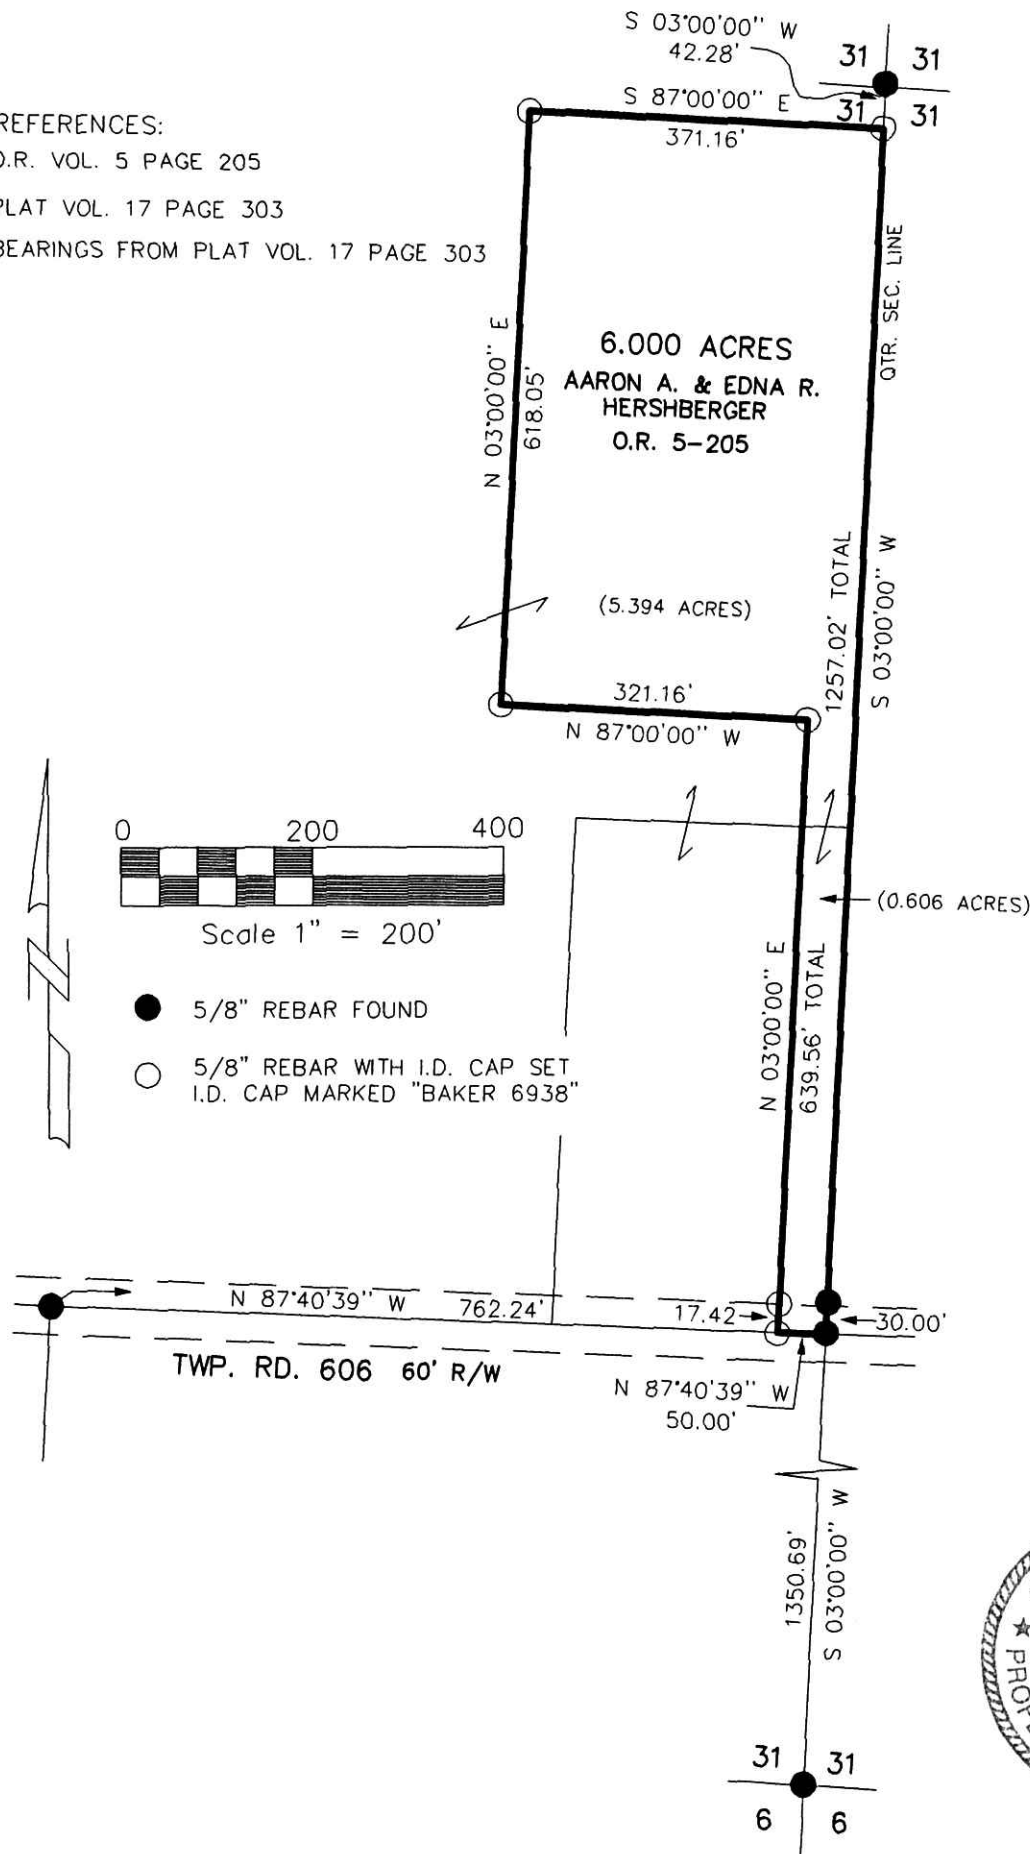 S 03°00'00" W
42.28'
31 31
31 31
S 87°00'00" E
371.16'
REFERENCES:
O.R. VOL. 5 PAGE 205
PLAT VOL. 17 PAGE 303
BEARINGS FROM PLAT VOL. 17 PAGE 303
QTR. SEC. LINE
N 03°00'00" E
618.05'
6.000 ACRES
AARON A. & EDNA R.
HERSHBERGER
O.R. 5-205
(5.394 ACRES)
1257.02' TOTAL
S 03°00'00" W
321.16'
N 87°00'00" W
0 200 400
Scale 1" = 200'
(0.606 ACRES)
N
5/8" REBAR FOUND
5/8" REBAR WITH I.D. CAP SET
I.D. CAP MARKED "BAKER 6938"
N 03°00'00" E
639.56' TOTAL
N 87°40'39" W 762.24'
17.42
30.00'
TWP. RD. 606 60' R/W
N 87°40'39" W
50.00'
1350.69'
S 03°00'00" W
31 31
6 6